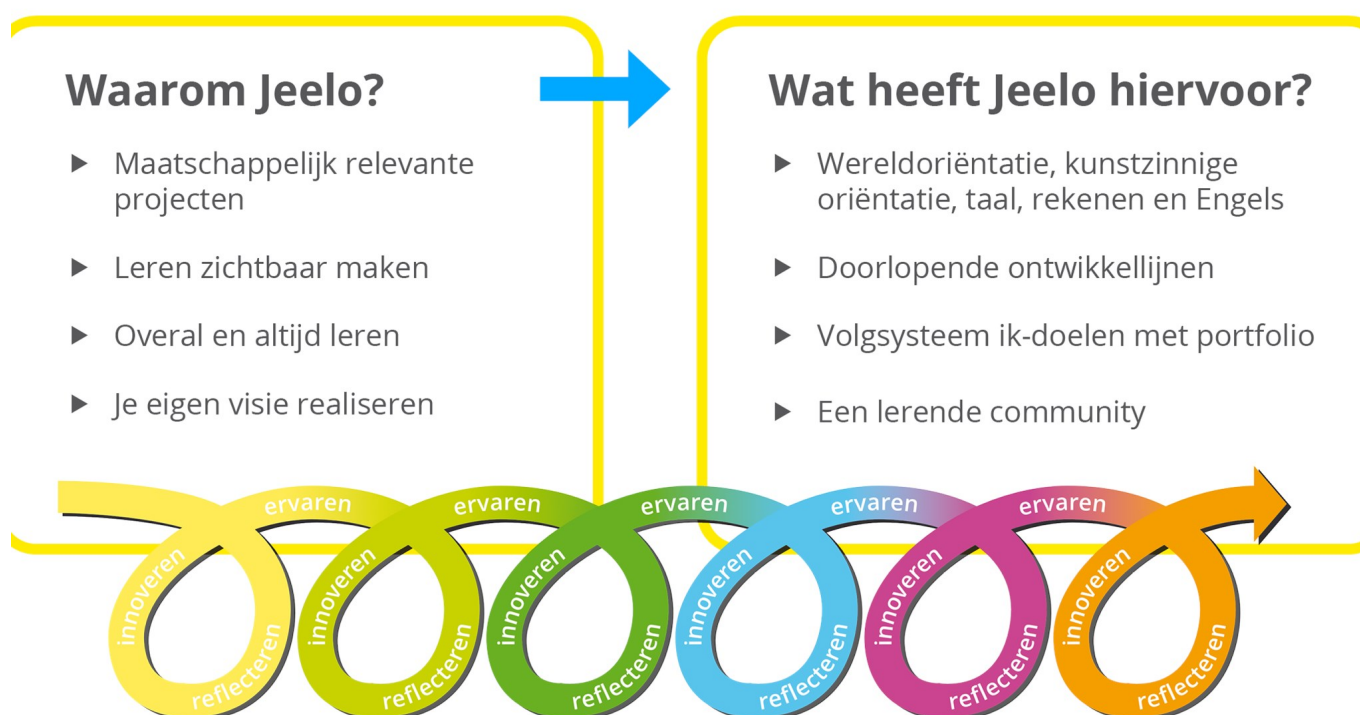 Waarom Jeelo?
▶ Maatschappelijk relevante
projecten
▶ Leren zichtbaar maken
▶ Overal en altijd leren
▶ Je eigen visie realiseren
Wat heeft Jeelo hiervoor?
▶ Wereldoriëntatie, kunstzinnige
oriëntatie, taal, rekenen en Engels
▶ Doorlopende ontwikkellijnen
▶ Volgsysteem ik-doelen met portfolio
▶ Een lerende community
ervaren
ervaren
ervaren
ervaren
ervaren
innoveren
innoveren
innoveren
innoveren
innoveren
innoveren
reflecteren
reflecteren
reflecteren
reflecteren
reflecteren
reflecteren